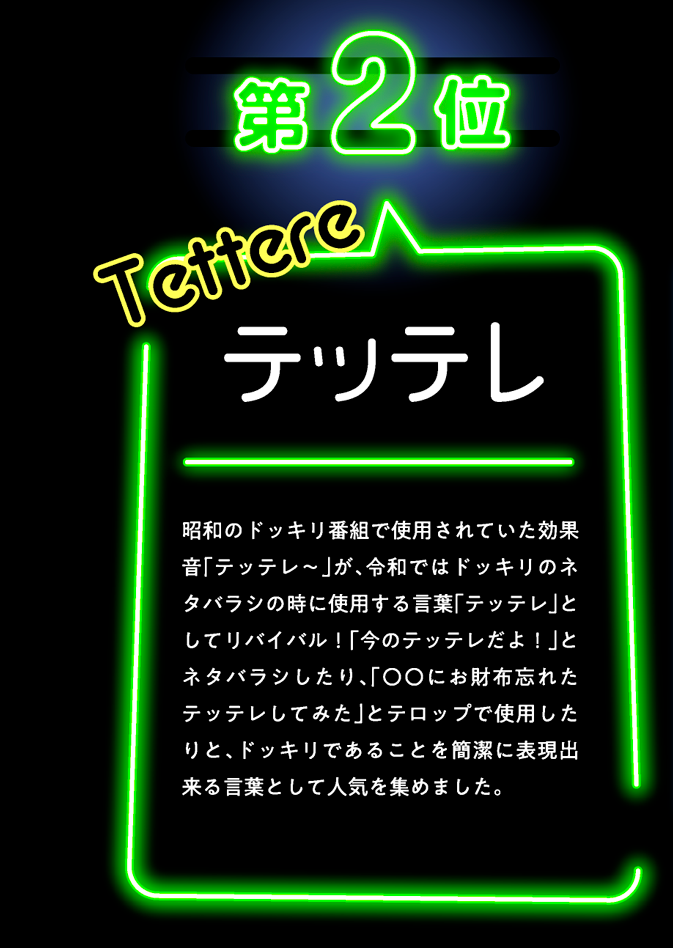 第2位
Tettere
テッテレ
昭和のドッキリ番組で使用されていた効果
音「テッテレ～」が、令和ではドッキリのネ
タバラシの時に使用する言葉「テッテレ」と
してリバイバル！「今のテッテレだよ！」と
ネタバラシしたり、「〇〇にお財布忘れた
テッテレしてみた」とテロップで使用した
りと、ドッキリであることを簡潔に表現出
来る言葉として人気を集めました。